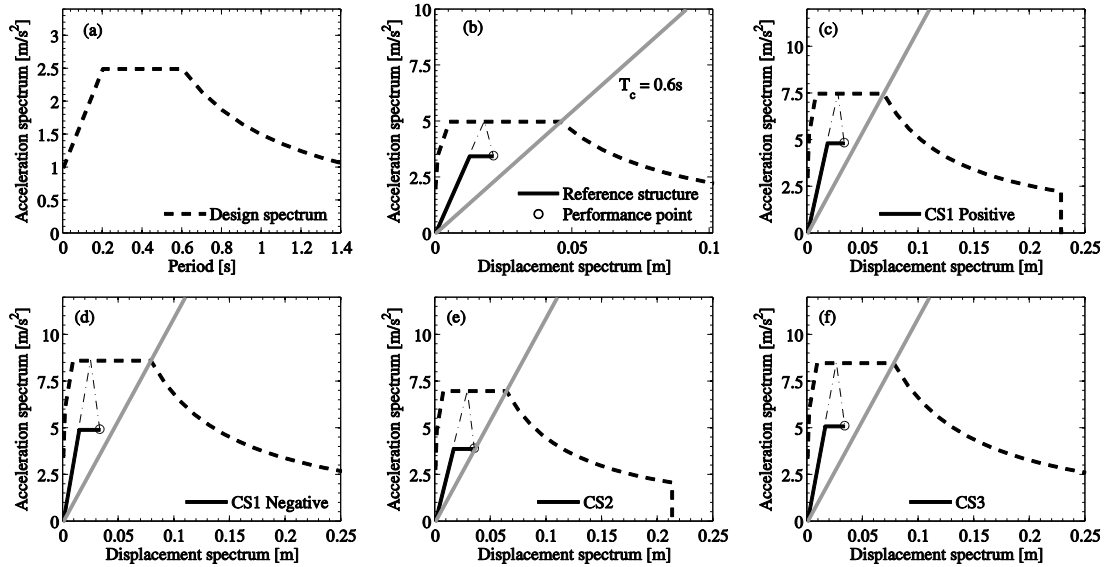 (a)
Acceleration spectrum [m/s²]
3
2.5
2
1.5
1
0.5
0
Design spectrum
0 0.2 0.4 0.6 0.8 1 1.2 1.4
Period [s]
(b)
Acceleration spectrum [m/s²]
10
7.5
5
2.5
0
T_c = 0.6s
Reference structure
Performance point
0 0.05 0.1
Displacement spectrum [m]
(c)
Acceleration spectrum [m/s²]
10
7.5
5
2.5
0
CS1 Positive
0 0.05 0.1 0.15 0.2 0.25
Displacement spectrum [m]
(d)
Acceleration spectrum [m/s²]
10
7.5
5
2.5
0
CS1 Negative
0 0.05 0.1 0.15 0.2 0.25
Displacement spectrum [m]
(e)
Acceleration spectrum [m/s²]
10
7.5
5
2.5
0
CS2
0 0.05 0.1 0.15 0.2 0.25
Displacement spectrum [m]
(f)
Acceleration spectrum [m/s²]
10
7.5
5
2.5
0
CS3
0 0.05 0.1 0.15 0.2 0.25
Displacement spectrum [m]